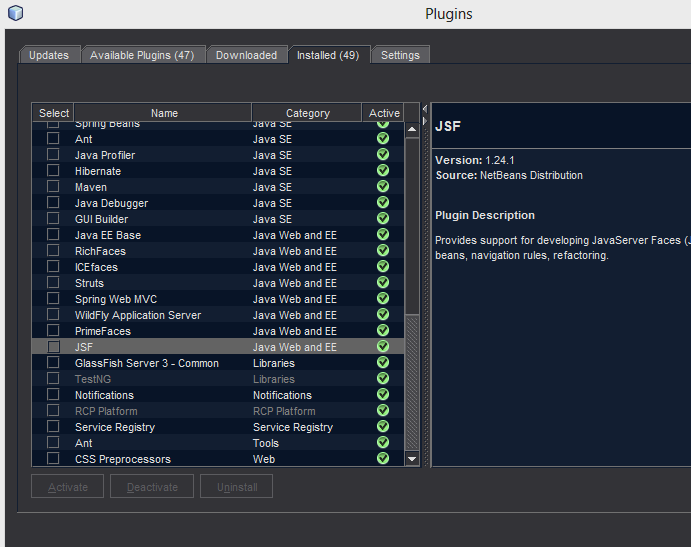 Plugins
Updates Available Plugins (47) Downloaded Installed (49) Settings
Select Name Category Active
Spring Beans Java SE
Ant Java SE
Java Profiler Java SE
Hibernate Java SE
Maven Java SE
Java Debugger Java SE
GUI Builder Java SE
Java EE Base Java Web and EE
RichFaces Java Web and EE
ICEfaces Java Web and EE
Struts Java Web and EE
Spring Web MVC Java Web and EE
WildFly Application Server Java Web and EE
PrimeFaces Java Web and EE
JSF Java Web and EE
GlassFish Server 3 - Common Libraries
TestNG Libraries
Notifications Notifications
RCP Platform RCP Platform
Service Registry Service Registry
Ant Tools
CSS Preprocessors Web
Activate Deactivate Uninstall
JSF
Version: 1.24.1
Source: NetBeans Distribution
Plugin Description
Provides support for developing JavaServer Faces (J
beans, navigation rules, refactoring.